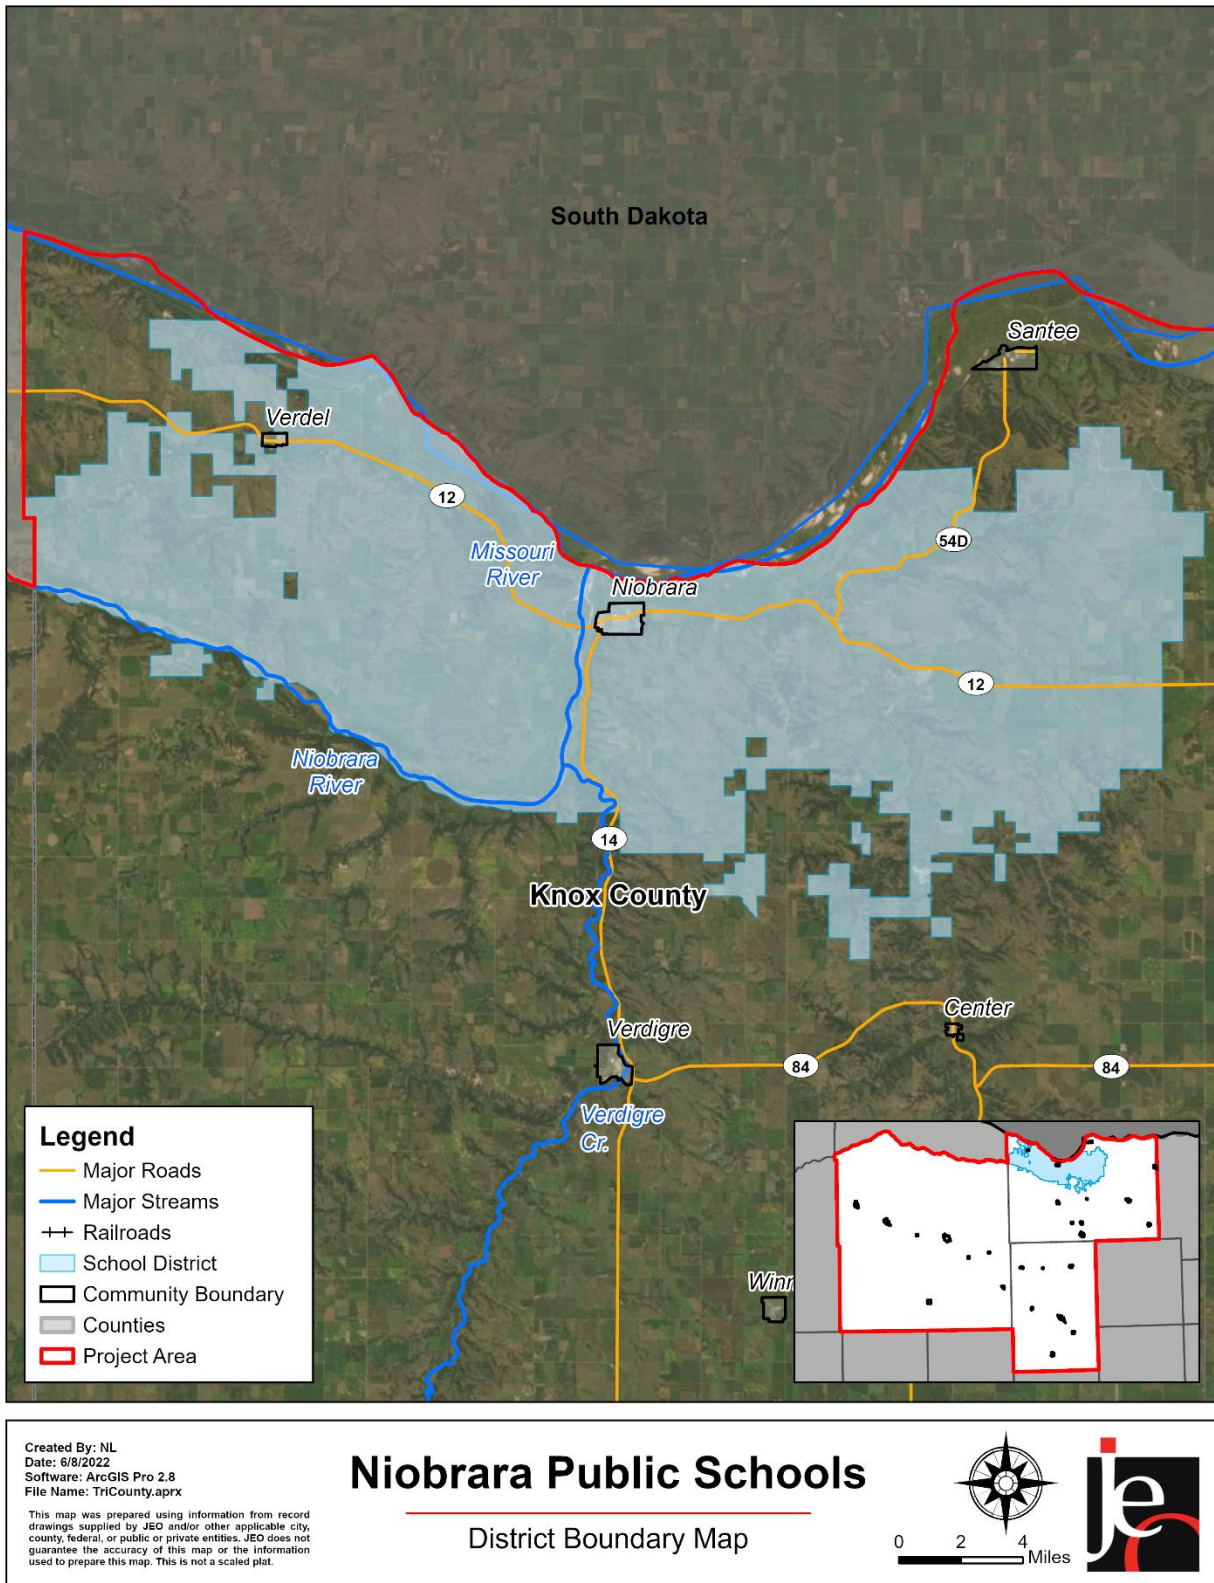 South Dakota
Santee
Verdel
12
54D
Missouri
River
Niobrara
12
Niobrara
River
14
Knox County
Center
Verdigre
84
84
Verdigre
Cr.
Winn
Legend
Major Roads
Major Streams
Railroads
School District
Community Boundary
Counties
Project Area
Created By: NL
Date: 6/8/2022
Software: ArcGIS Pro 2.8
File Name: TriCounty.aprx
This map was prepared using information from record
drawings supplied by JEO and/or other applicable city,
county, federal, or public or private entities. JEO does not
guarantee the accuracy of this map or the information
used to prepare this map. This is not a scaled plat.
Niobrara Public Schools
District Boundary Map
0 2 4
Miles
jeo